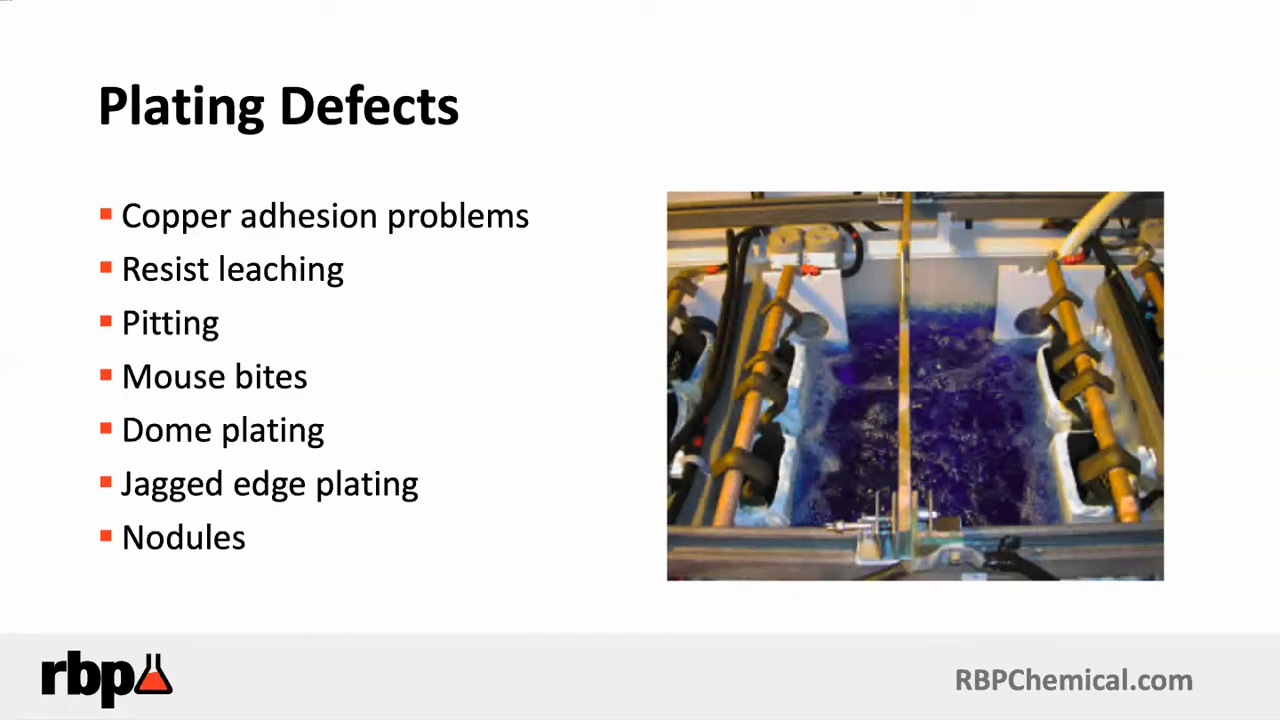 Plating Defects
Copper adhesion problems
Resist leaching
Pitting
Mouse bites
Dome plating
Jagged edge plating
Nodules
rbp
RBPChemical.com